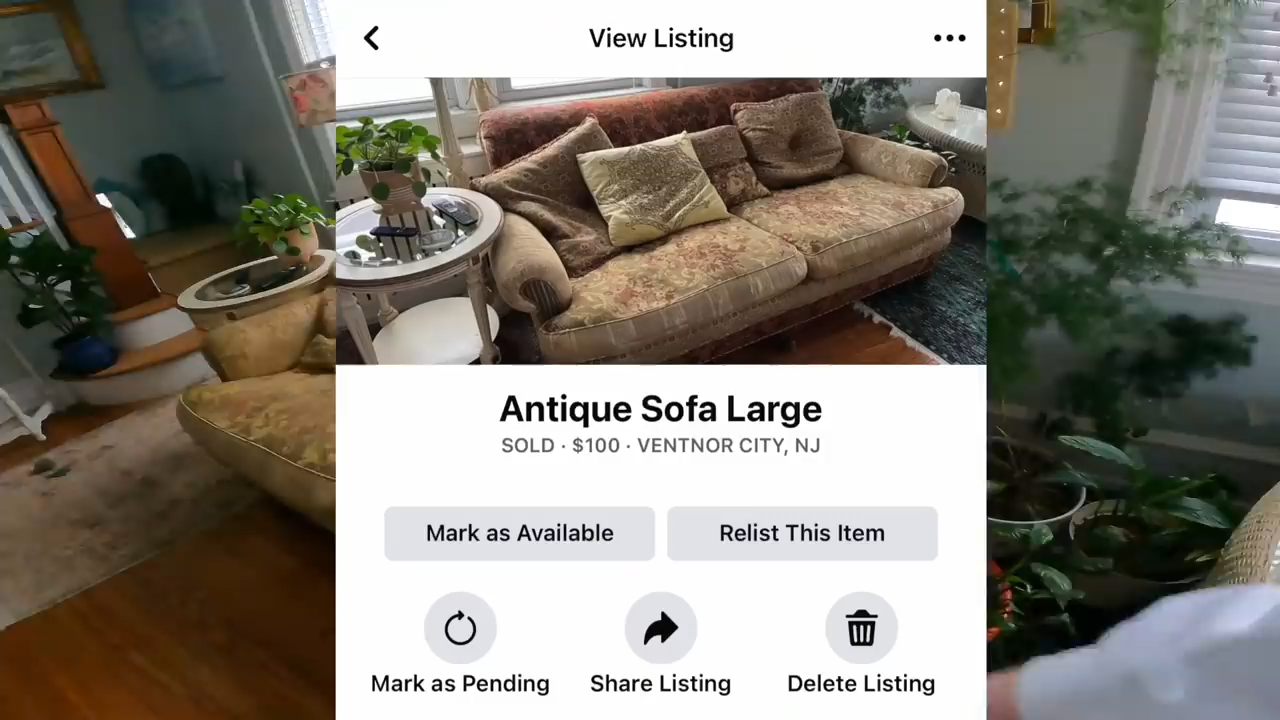 View Listing
Antique Sofa Large
SOLD · $100 · VENTNOR CITY, NJ
Mark as Available
Relist This Item
Mark as Pending
Share Listing
Delete Listing